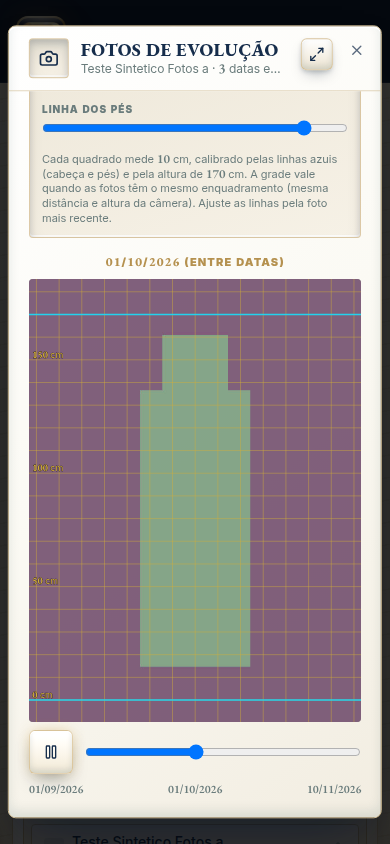 FOTOS DE EVOLUÇÃO
Teste Sintetico Fotos a · 3 datas e...
LINHA DOS PÉS
Cada quadrado mede 10 cm, calibrado pelas linhas azuis
(cabeça e pés) e pela altura de 170 cm. A grade vale
quando as fotos têm o mesmo enquadramento (mesma
distância e altura da câmera). Ajuste as linhas pela foto
mais recente.
01/10/2026 (ENTRE DATAS)
150 cm
100 cm
50 cm
0 cm
01/09/2026 01/10/2026 10/11/2026
Teste Sintetico Fotos a